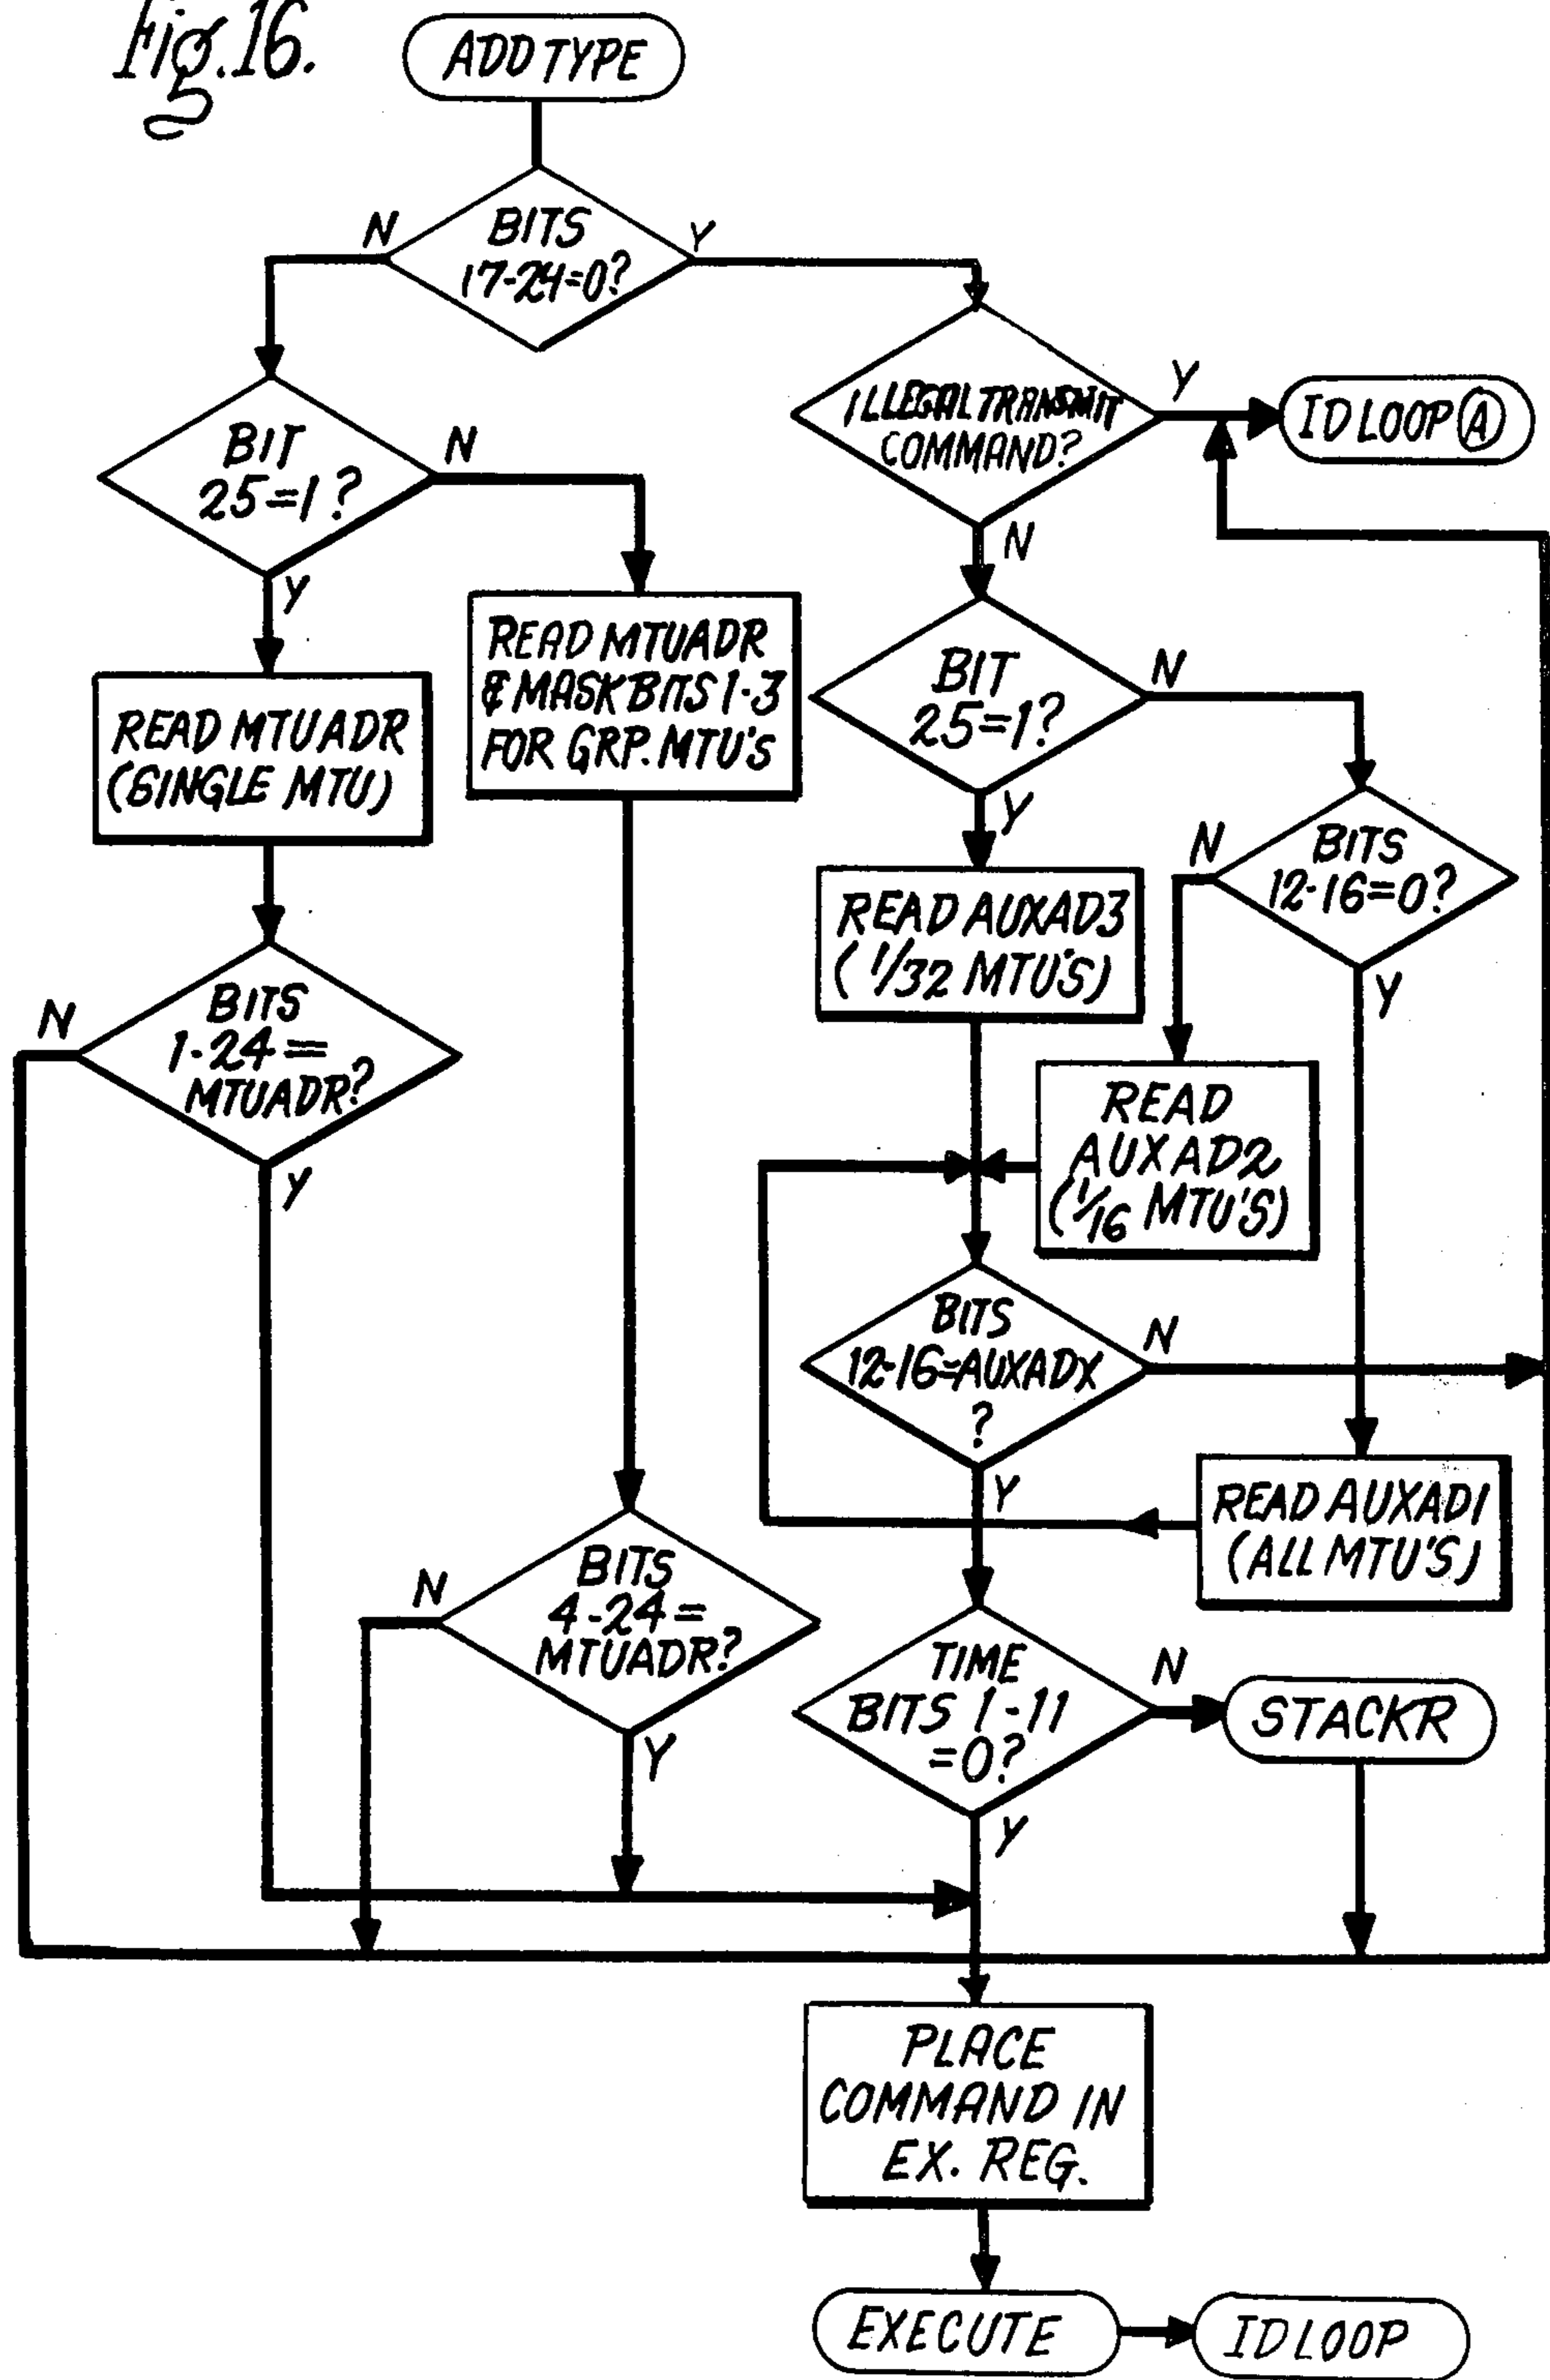 Fig. 16.
ADD TYPE
BITS
17-24=0?
N
Y
ILLEGAL TRANSMIT
COMMAND?
Y
ID LOOP A
N
BIT
25=1?
N
Y
READ MTUADR
& MASK BITS 1-3
FOR GRP. MTU'S
READ MTUADR
(SINGLE MTU)
BIT
25=1?
N
Y
BITS
12-16=0?
N
Y
READ AUXAD3
(1/32 MTU'S)
BITS
1-24=
MTUADR?
N
Y
READ
AUXAD2
(1/16 MTU'S)
BITS
12-16=AUXADX
?
N
Y
READ AUXAD1
(ALL MTU'S)
BITS
4-24=
MTUADR?
N
Y
TIME
BITS 1-11
=0?
N
Y
STACKR
PLACE
COMMAND IN
EX. REG.
EXECUTE
ID LOOP